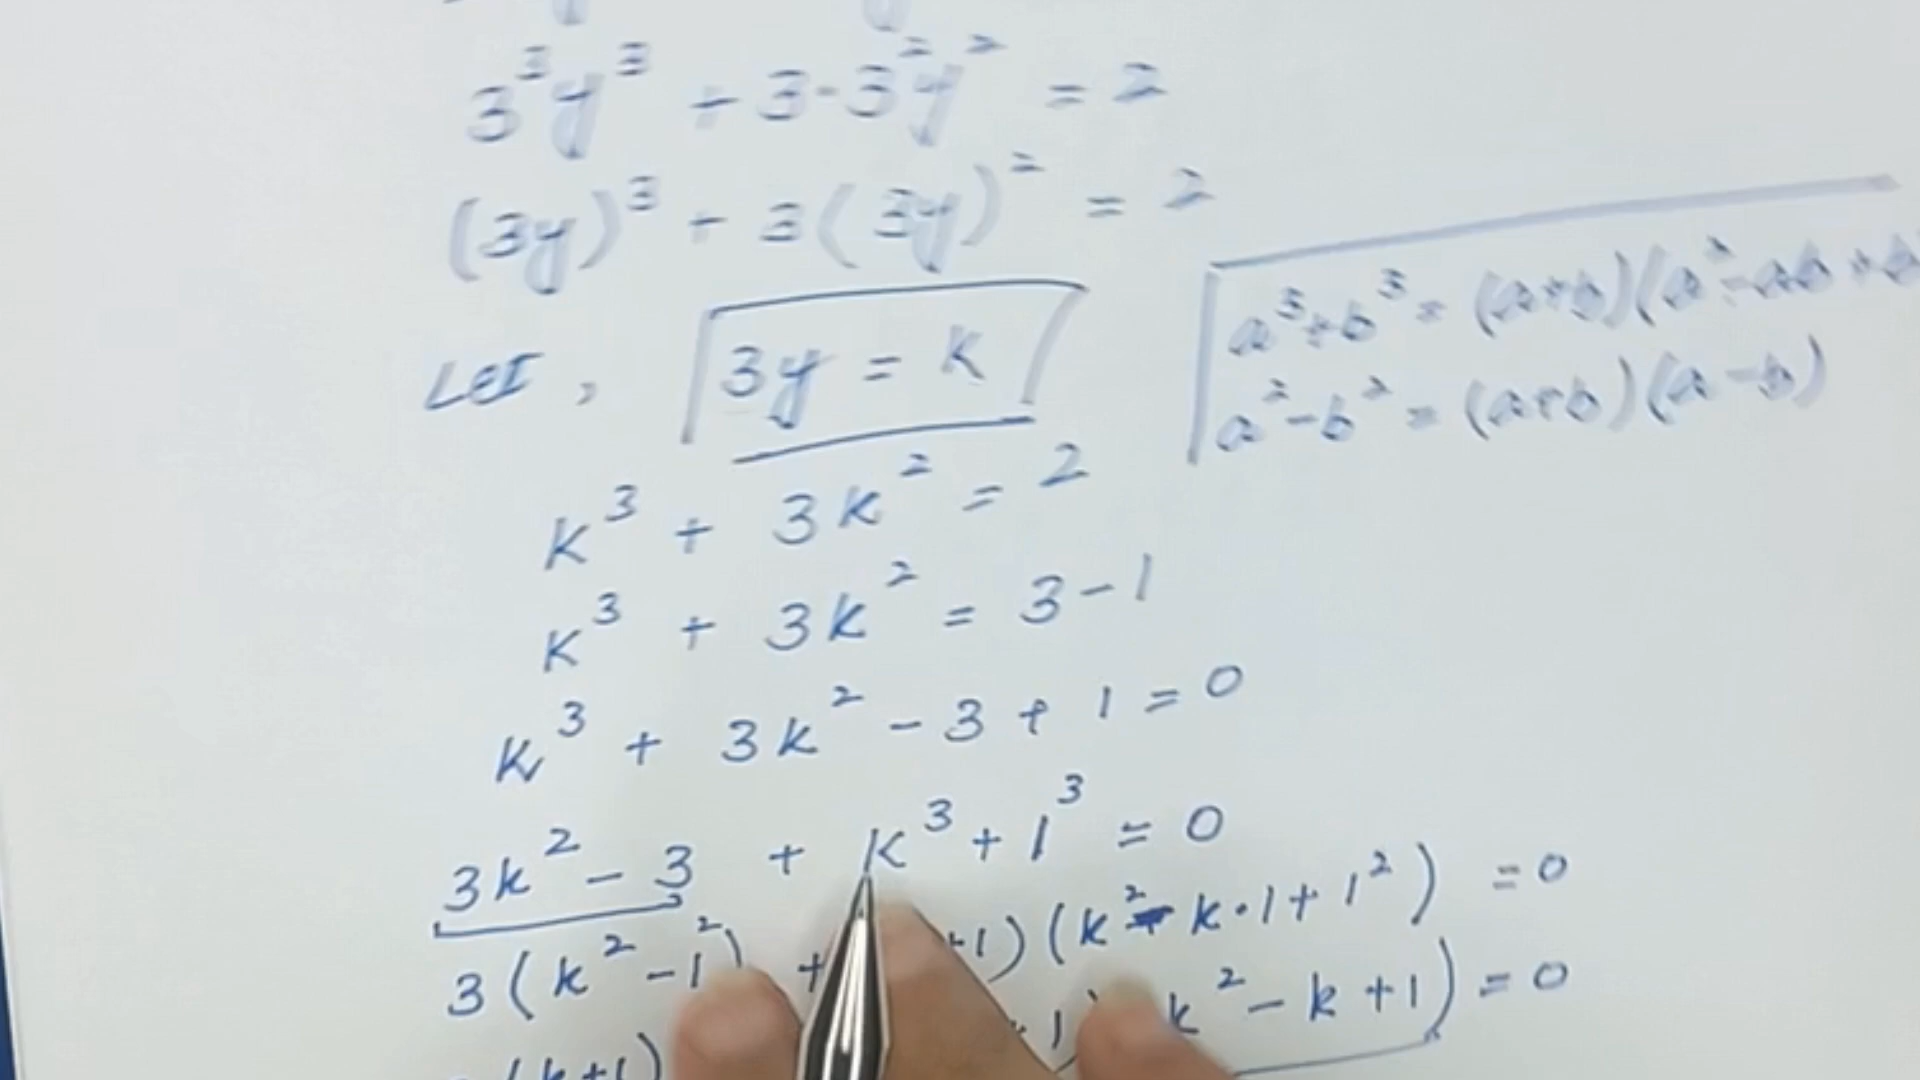 3³y³ + 3·3²y² = 2
(3y)³ + 3(3y)² = 2
LET, 3y = K
a³+b³ = (a+b)(a²-ab+b
a²-b² = (a+b)(a-b)
K³ + 3K² = 2
K³ + 3K² = 3-1
K³ + 3K² - 3 + 1 = 0
3K² - 3 + K³ + 1³ = 0
3(K²-1²) + +1)(K²-K·1+1²) = 0
K²-K+1) = 0
(K+1)